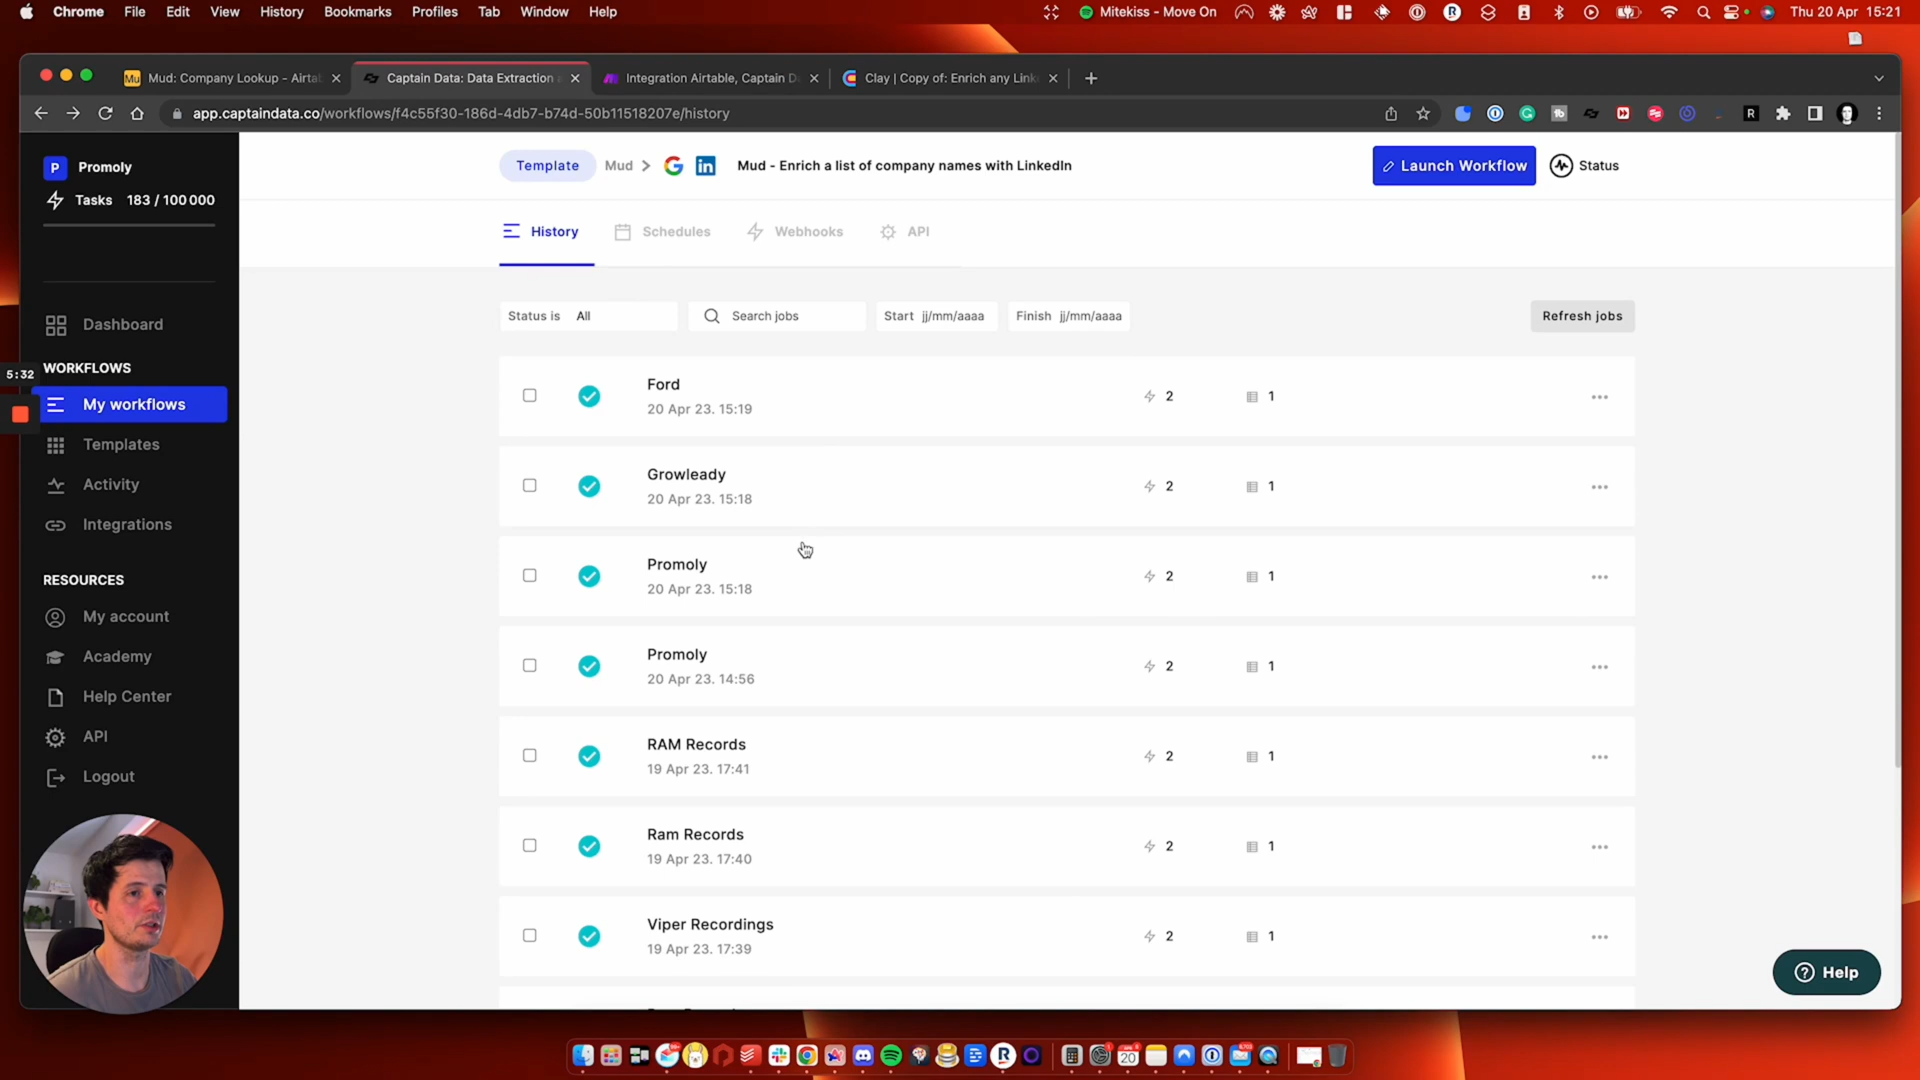 Chrome File Edit View History Bookmarks Profiles Tab Window Help
Mitekiss - Move On
Thu 20 Apr 15:21
Mu Mud: Company Lookup - Airta
Captain Data: Data Extraction
Integration Airtable, Captain D
Clay | Copy of: Enrich any Link
app.captaindata.co/workflows/f4c55f30-186d-4db7-b74d-50b11518207e/history
P Promoly
Tasks 183 / 100 000
Dashboard
WORKFLOWS
5:32
My workflows
Templates
Activity
Integrations
RESOURCES
My account
Academy
Help Center
API
Logout
Template Mud > Mud - Enrich a list of company names with LinkedIn
Launch Workflow
Status
History Schedules Webhooks API
Status is All
Search jobs
Start jj/mm/aaaa
Finish jj/mm/aaaa
Refresh jobs
Ford
20 Apr 23. 15:19
2 1
Growleady
20 Apr 23. 15:18
2 1
Promoly
20 Apr 23. 15:18
2 1
Promoly
20 Apr 23. 14:56
2 1
RAM Records
19 Apr 23. 17:41
2 1
Ram Records
19 Apr 23. 17:40
2 1
Viper Recordings
19 Apr 23. 17:39
2 1
Help